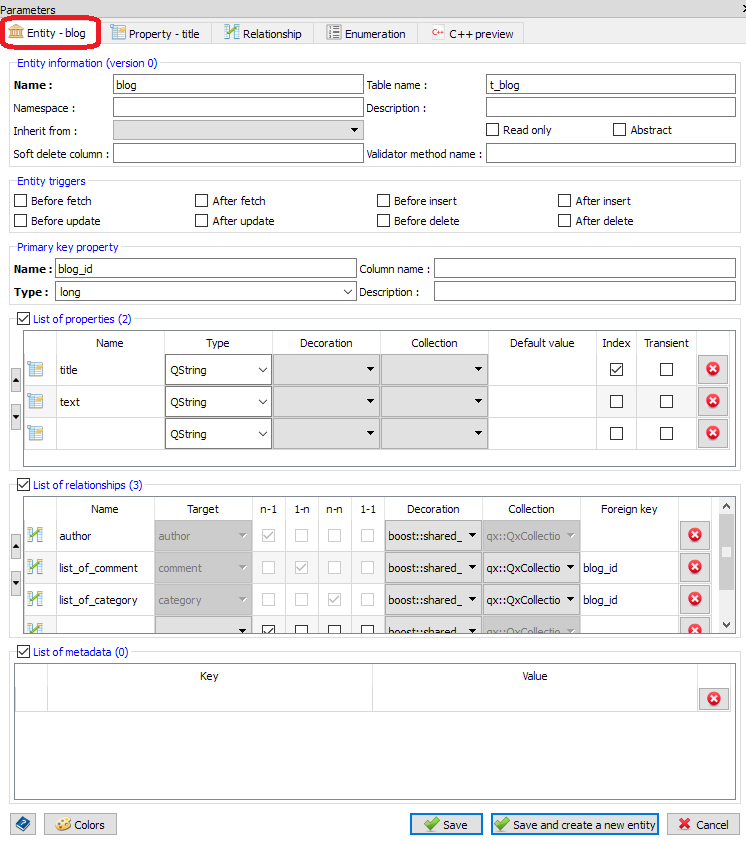 Parameters
Entity - blog Property - title Relationship Enumeration C++ C++ preview
Entity information (version 0)
Name : blog Table name : t_blog
Namespace : Description :
Inherit from : Read only Abstract
Soft delete column : Validator method name :
Entity triggers
Before fetch After fetch Before insert After insert
Before update After update Before delete After delete
Primary key property
Name : blog_id Column name :
Type : long Description :
List of properties (2)
Name Type Decoration Collection Default value Index Transient
title QString
text QString
QString
List of relationships (3)
Name Target n-1 1-n n-n 1-1 Decoration Collection Foreign key
author author boost::shared_ qx::QxCollectio
list_of_comment comment boost::shared_ qx::QxCollectio blog_id
list_of_category category boost::shared_ qx::QxCollectio blog_id
boost::shared_ qx::QxCollectio
List of metadata (0)
Key Value
Colors Save Save and create a new entity Cancel